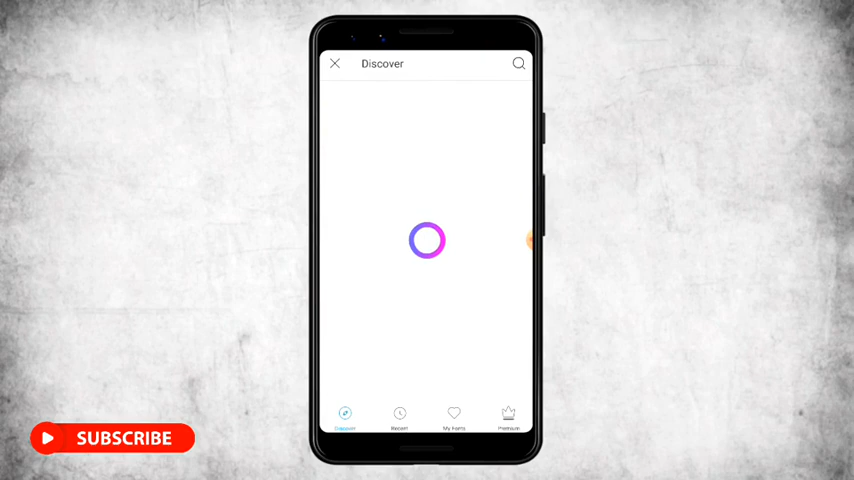 Discover
Discover
Recent
My Fonts
Premium
SUBSCRIBE